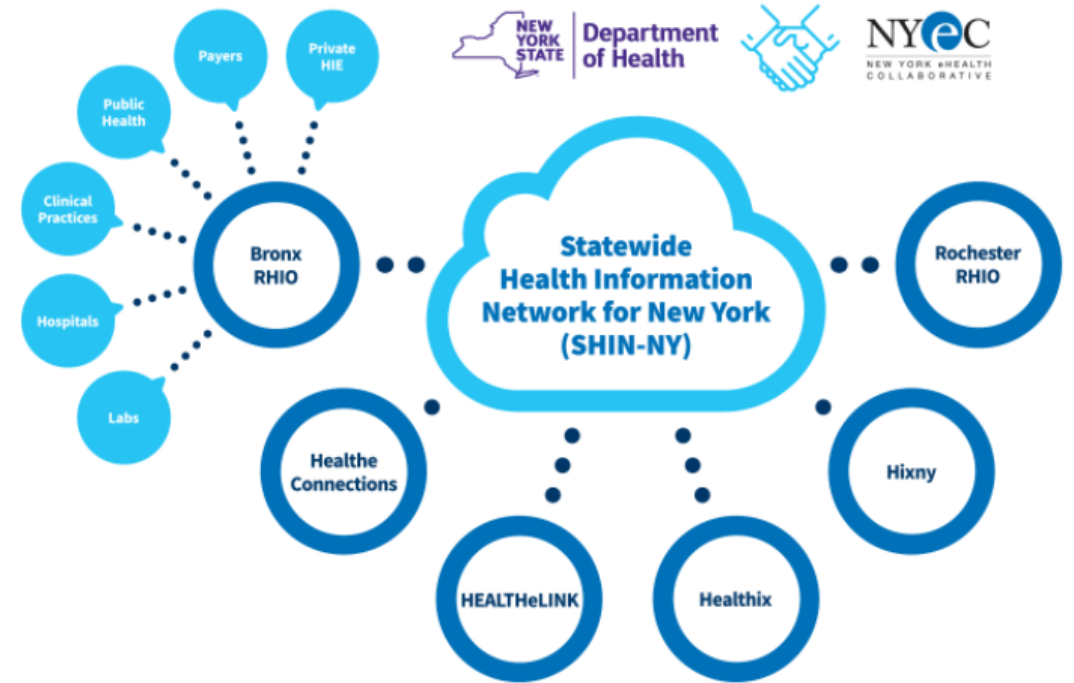 Payers
Private
HIE
NEW
YORK
STATE
Department
of Health
NYeC
NEW YORK eHEALTH
COLLABORATIVE
Public
Health
Clinical
Practices
Hospitals
Labs
Bronx
RHIO
Statewide
Health Information
Network for New York
(SHIN-NY)
Rochester
RHIO
Healthe
Connections
HEALTHeLINK
Healthix
Hixny